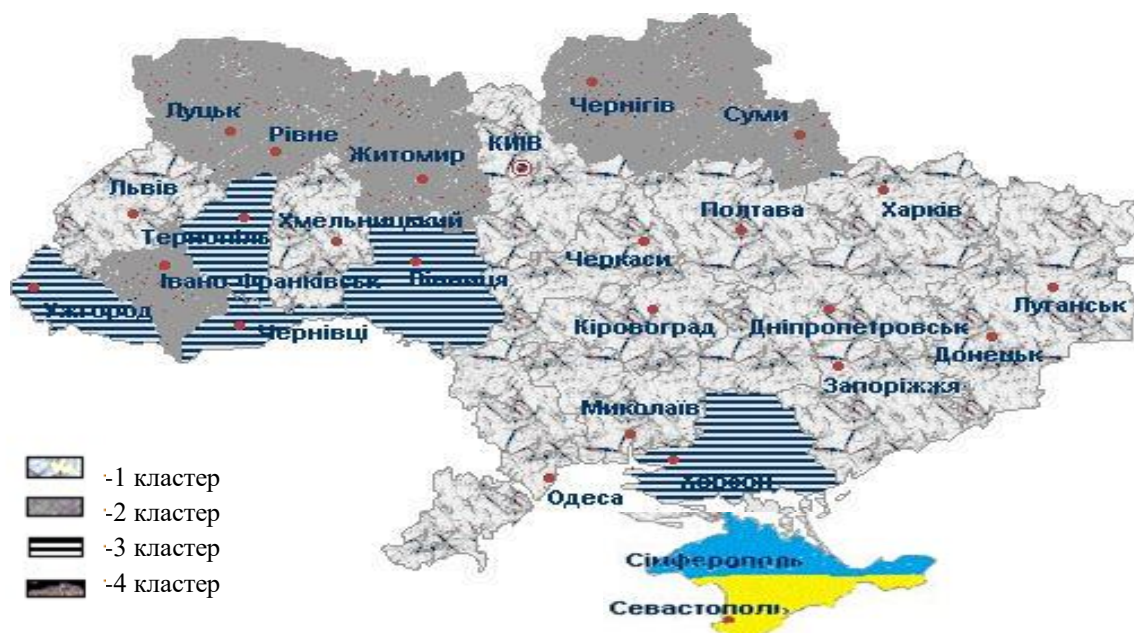 Чернігів
Луцьк
Суми
Рівне
Житомир
КИЇВ
Львів
Хмельницький
Полтава
Харків
Тернопіль
Черкаси
Івано-Франківськ
Вінниця
Ужгород
Луганськ
Чернівці
Кіровоград
Дніпропетровськ
Донецьк
Запоріжжя
Миколаїв
Херсон
Одеса
-1 кластер
-2 кластер
-3 кластер
-4 кластер
Сімферополь
Севастополь